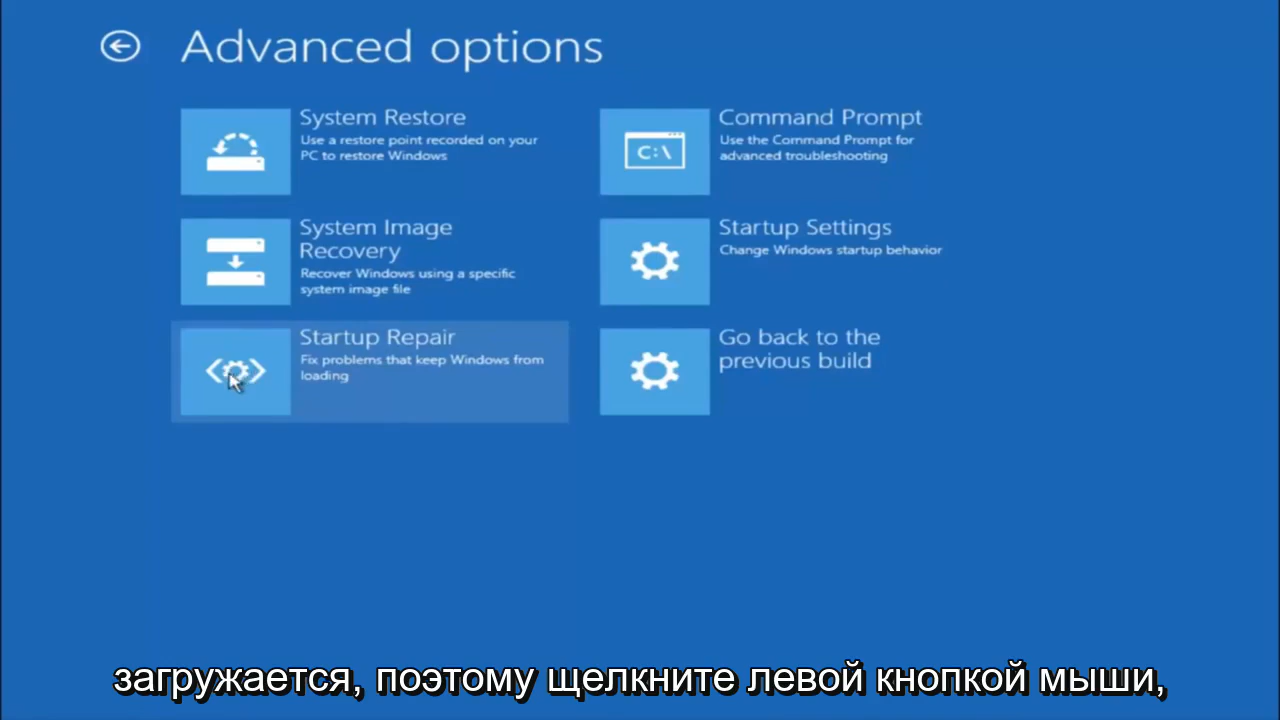 Advanced options
System Restore
Use a restore point recorded on your
PC to restore Windows
System Image
Recovery
Recover Windows using a specific
system image file
Startup Repair
Fix problems that keep Windows from
loading
Command Prompt
Use the Command Prompt for
advanced troubleshooting
C:\
Startup Settings
Change Windows startup behavior
Go back to the
previous build
загружается, поэтому щелкните левой кнопкой мыши,